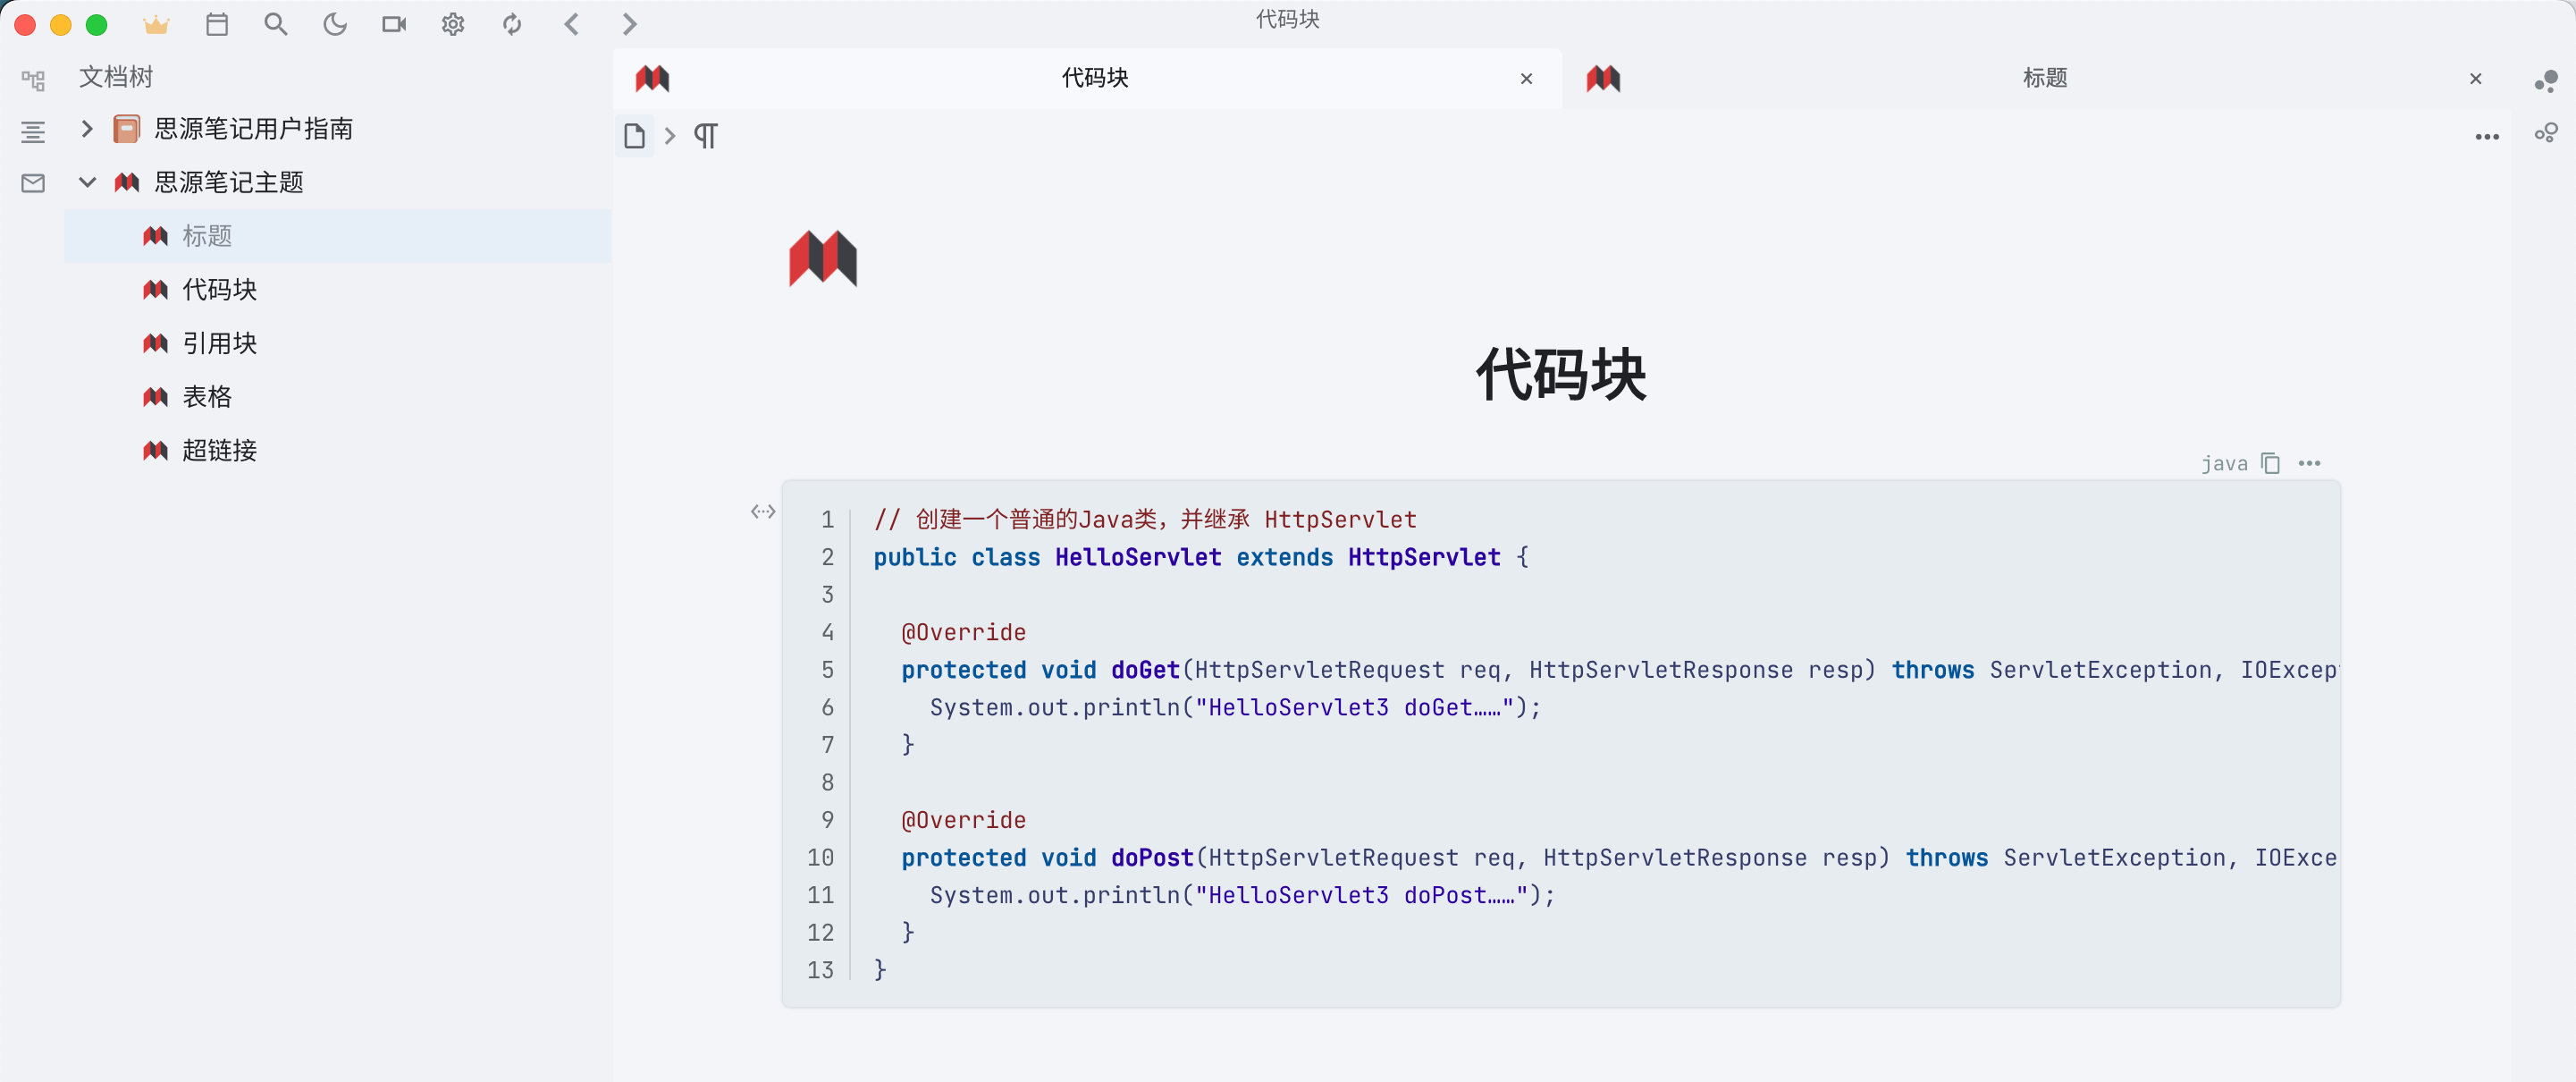 代码块
文档树
思源笔记用户指南
思源笔记主题
标题
代码块
引用块
表格
超链接
代码块
标题
代码块
java
1 // 创建一个普通的Java类，并继承 HttpServlet
2 public class HelloServlet extends HttpServlet {
3
4 @Override
5 protected void doGet(HttpServletRequest req, HttpServletResponse resp) throws ServletException, IOExcep
6 System.out.println("HelloServlet3 doGet……");
7 }
8
9 @Override
10 protected void doPost(HttpServletRequest req, HttpServletResponse resp) throws ServletException, IOExce
11 System.out.println("HelloServlet3 doPost……");
12 }
13 }